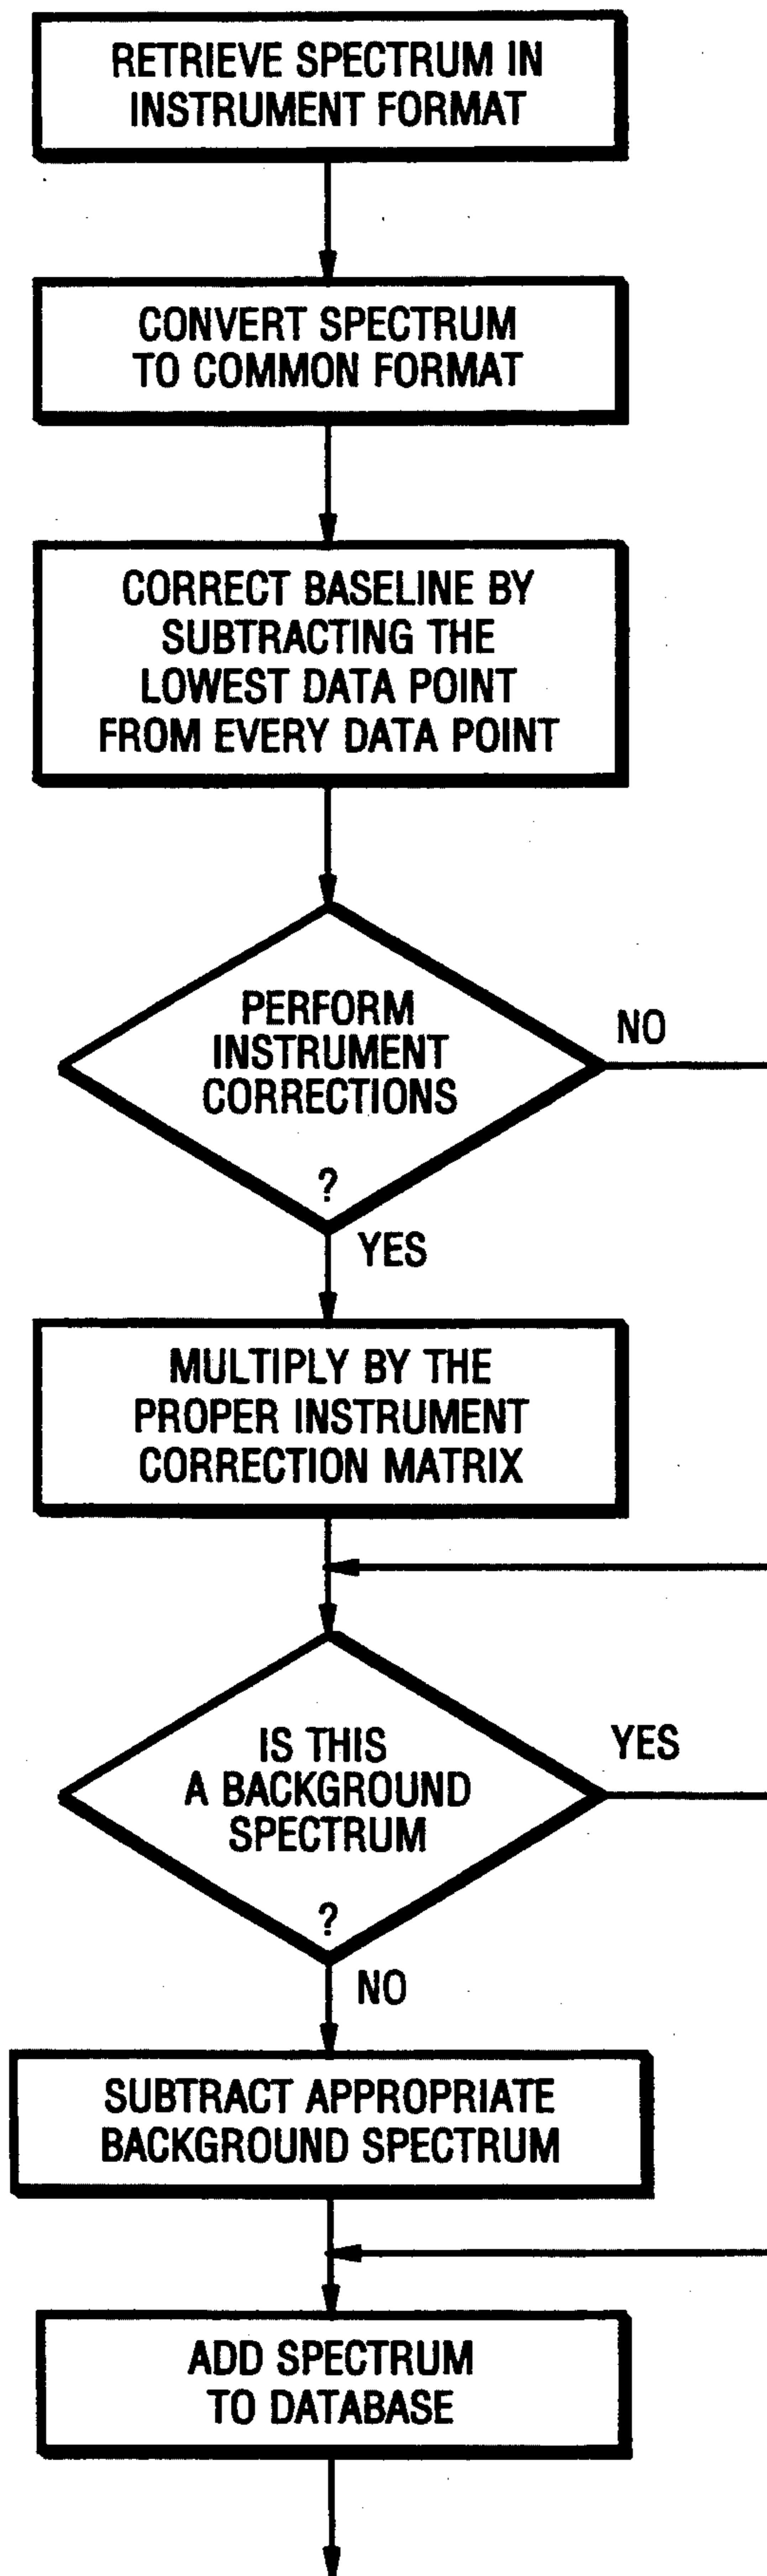 RETRIEVE SPECTRUM IN
INSTRUMENT FORMAT
CONVERT SPECTRUM
TO COMMON FORMAT
CORRECT BASELINE BY
SUBTRACTING THE
LOWEST DATA POINT
FROM EVERY DATA POINT
PERFORM
INSTRUMENT
CORRECTIONS
?
NO
YES
MULTIPLY BY THE
PROPER INSTRUMENT
CORRECTION MATRIX
IS THIS
A BACKGROUND
SPECTRUM
?
YES
NO
SUBTRACT APPROPRIATE
BACKGROUND SPECTRUM
ADD SPECTRUM
TO DATABASE